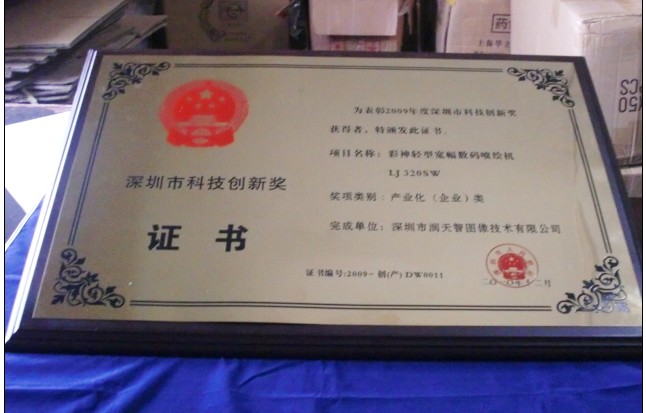 深圳市科技创新奖
证书
为表彰2009年度深圳市科技创新奖
获得者，特颁发此证书。
项目名称：彩神轻型宽幅数码喷绘机
LJ 320SW
奖项类别：产业化（企业）类
完成单位：深圳市润天智图像技术有限公司
证书编号:2009-创(产)DW0011
药